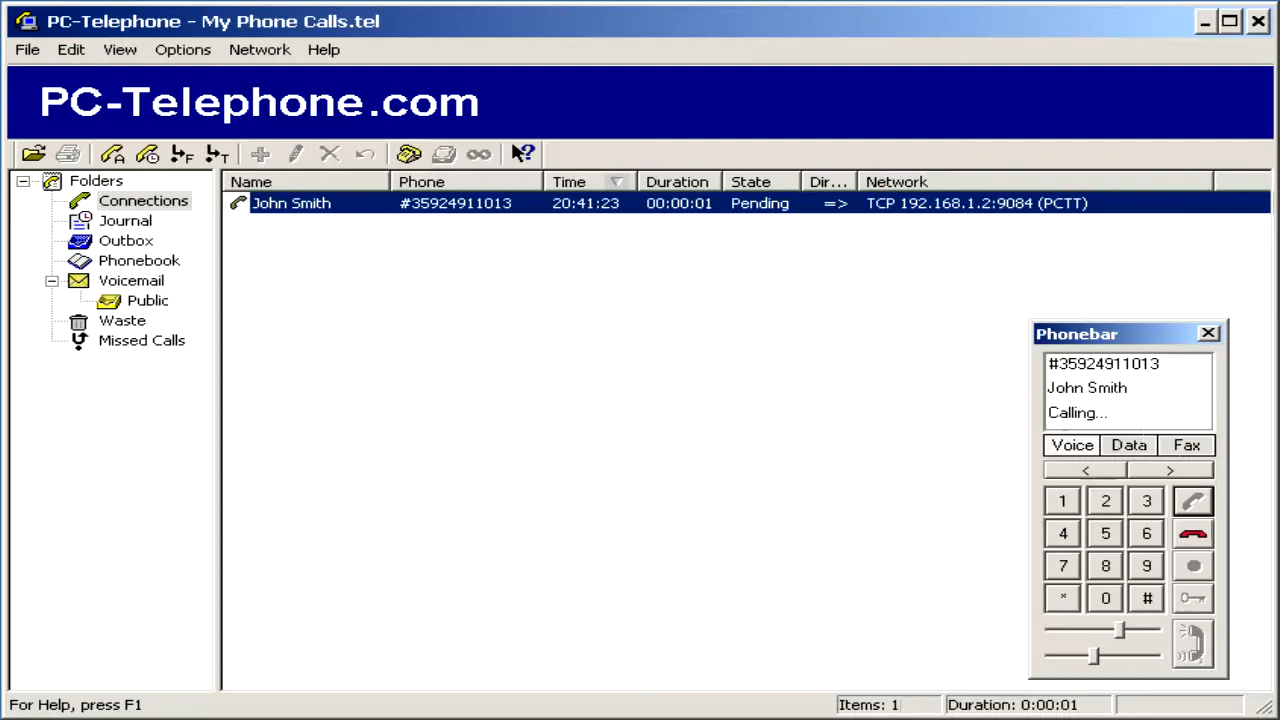 PC-Telephone - My Phone Calls.tel
File Edit View Options Network Help
PC-Telephone.com
Folders
Connections
Journal
Outbox
Phonebook
Voicemail
Public
Waste
Missed Calls
Name Phone Time Duration State Dir... Network
John Smith #35924911013 20:41:23 00:00:01 Pending => TCP 192.168.1.2:9084 (PCTT)
Phonebar
#35924911013
John Smith
Calling...
Voice Data Fax
< >
1 2 3
4 5 6
7 8 9
* 0 #
For Help, press F1 Items: 1 Duration: 0:00:01